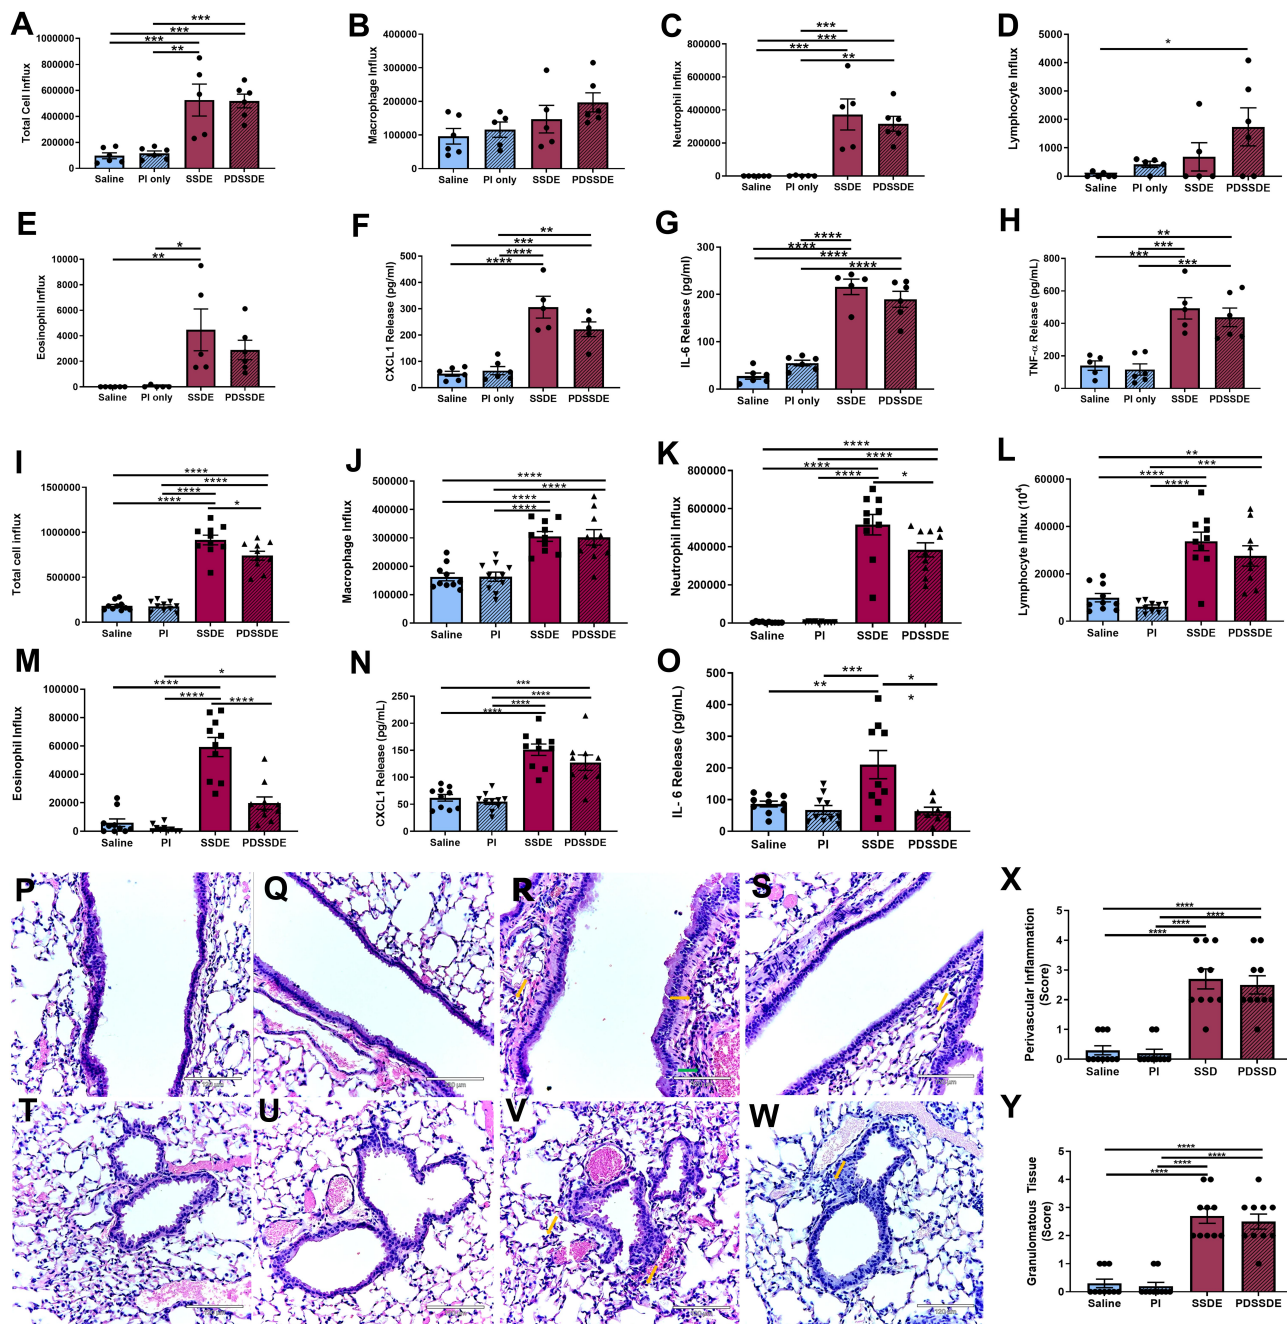 A
Total Cell Influx
1000000
800000
600000
400000
200000
0
***
***
***
**
Saline PI only SSDE PDSSDE
B
Macrophage Influx
400000
300000
200000
100000
0
Saline PI only SSDE PDSSDE
C
Neutrophil Influx
800000
600000
400000
200000
0
***
***
***
**
Saline PI only SSDE PDSSDE
D
Lymphocyte Influx
5000
4000
3000
2000
1000
0
*
Saline PI only SSDE PDSSDE
E
Eosinophil Influx
10000
8000
6000
4000
2000
0
*
**
Saline PI only SSDE PDSSDE
F
CXCL1 Release (pg/ml)
500
400
300
200
100
0
**
***
****
****
Saline PI only SSDE PDSSDE
G
IL-6 Release (pg/ml)
300
200
100
0
****
****
****
****
Saline PI only SSDE PDSSDE
H
TNF-α Release (pg/mL)
800
600
400
200
0
**
***
***
***
Saline PI only SSDE PDSSDE
I
Total cell influx
1500000
1000000
500000
0
****
****
****
****
*
Saline PI SSDE PDSSDE
J
Macrophage Influx
500000
400000
300000
200000
100000
0
****
****
****
****
Saline PI SSDE PDSSDE
K
Neutrophil Influx
800000
600000
400000
200000
0
****
****
****
****
*
Saline PI SSDE PDSSDE
L
Lymphocyte Influx (10⁴)
60000
40000
20000
0
**
***
****
****
Saline PI SSDE PDSSDE
M
Eosinophil Influx
100000
80000
60000
40000
20000
0
*
****
****
****
Saline PI SSDE PDSSDE
N
CXCL1 Release (pg/mL)
250
200
150
100
50
0
***
****
****
****
Saline PI SSDE PDSSDE
O
IL- 6 Release (pg/mL)
500
400
300
200
100
0
***
**
*
*
Saline PI SSDE PDSSDE
P
Q
R
S
T
U
V
W
X
Perivascular Inflammation
(Score)
5
4
3
2
1
0
****
****
****
****
Saline PI SSD PDSSD
Y
Granulomatous Tissue
(Score)
5
4
3
2
1
0
****
****
****
****
Saline PI SSDE PDSSDE